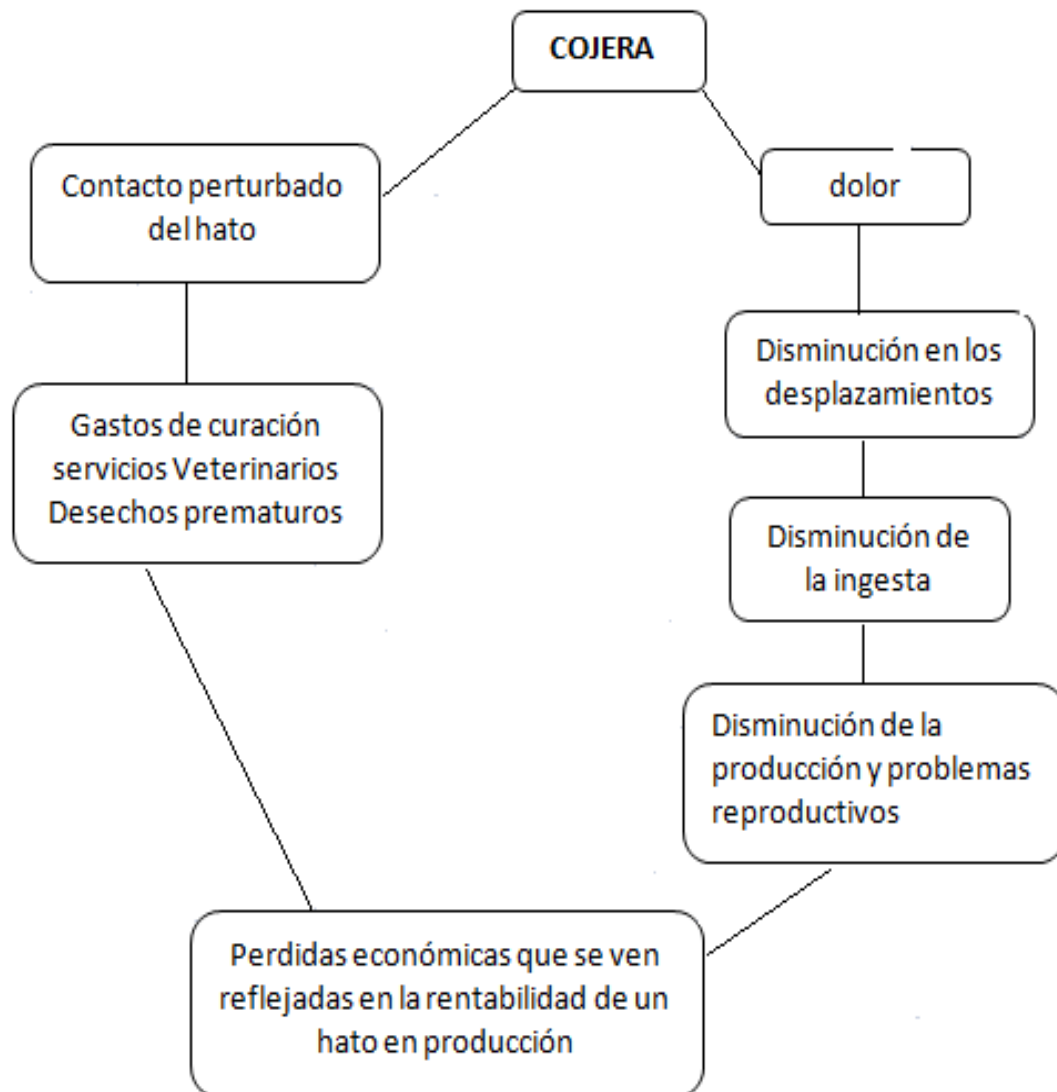 COJERA
Contacto perturbado
del hato
dolor
Gastos de curación
servicios Veterinarios
Desechos prematuros
Disminución en los
desplazamientos
Disminución de
la ingesta
Disminución de la
producción y problemas
reproductivos
Perdidas económicas que se ven
reflejadas en la rentabilidad de un
hato en producción